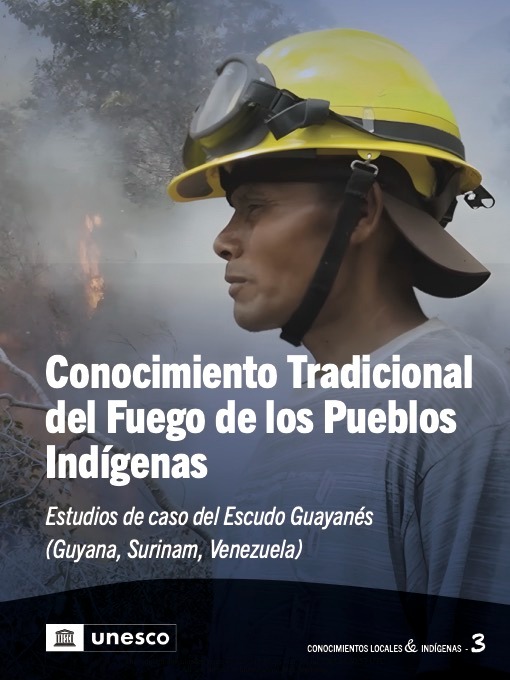 Conocimiento Tradicional
del Fuego de los Pueblos
Indígenas
Estudios de caso del Escudo Guayanés
(Guyana, Surinam, Venezuela)
unesco
CONOCIMIENTOS LOCALES & INDÍGENAS - 3